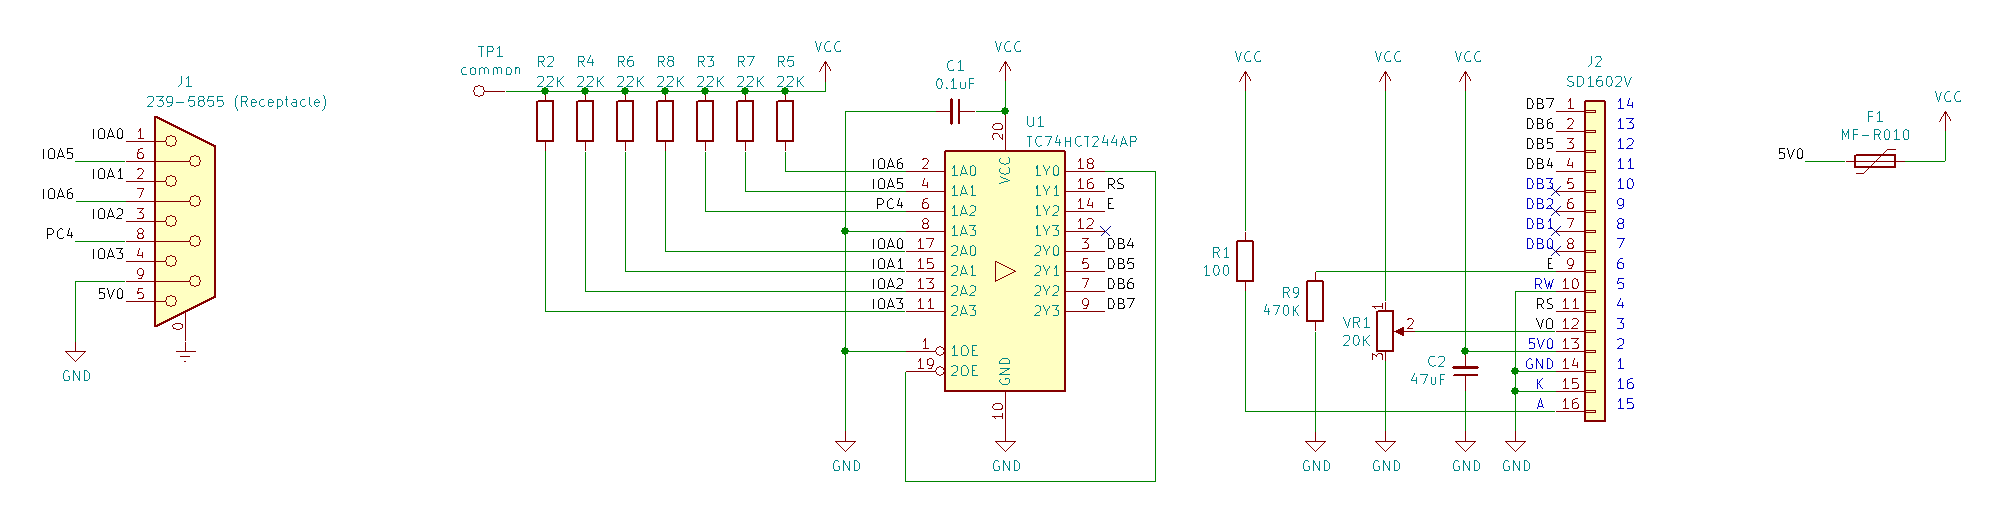 J1
239-5855 (Receptacle)
IOA0 1
IOA5 6
IOA1 2
IOA6 7
IOA2 3
PC4 8
IOA3 4
9
5V0 5
0
GND
TP1
common
R2 R4 R6 R8 R3 R7 R5
22K 22K 22K 22K 22K 22K 22K
VCC
C1
0.1uF
VCC
U1
TC74HCT244AP
20
VCC
IOA6 2 1A0 1Y0 18
IOA5 4 1A1 1Y1 16 RS
PC4 6 1A2 1Y2 14 E
8 1A3 1Y3 12
IOA0 17 2A0 2Y0 3 DB4
IOA1 15 2A1 2Y1 5 DB5
IOA2 13 2A2 2Y2 7 DB6
IOA3 11 2A3 2Y3 9 DB7
1 1OE
19 2OE
GND
10
GND
GND
VCC
VCC
VCC
R1
100
R9
470K
VR1
20K
1
2
3
C2
47uF
GND
GND
GND
GND
J2
SD1602V
DB7 1 14
DB6 2 13
DB5 3 12
DB4 4 11
DB3 5 10
DB2 6 9
DB1 7 8
DB0 8 7
E 9 6
RW 10 5
RS 11 4
VO 12 3
5V0 13 2
GND 14 1
K 15 16
A 16 15
F1
MF-R010
5V0
VCC